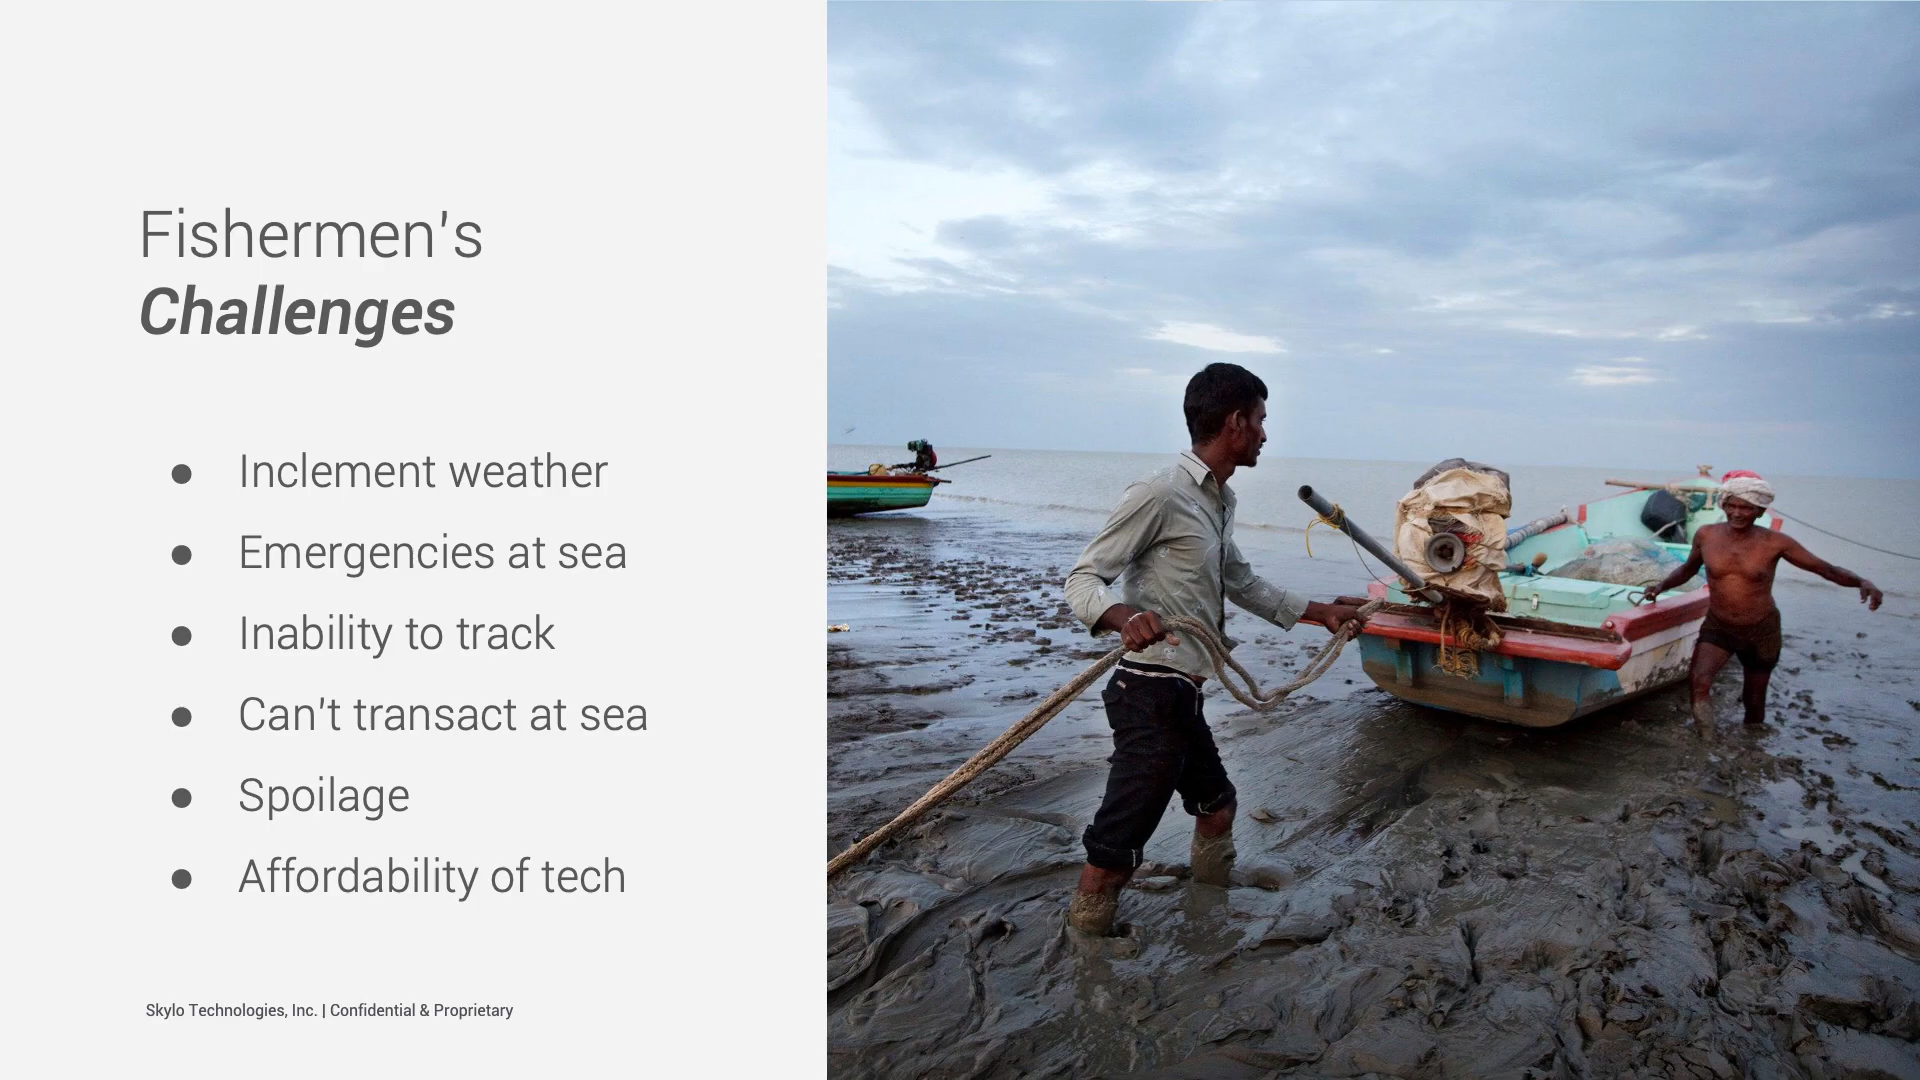 Fishermen's
Challenges
● Inclement weather
● Emergencies at sea
● Inability to track
● Can't transact at sea
● Spoilage
● Affordability of tech
Skylo Technologies, Inc. | Confidential & Proprietary